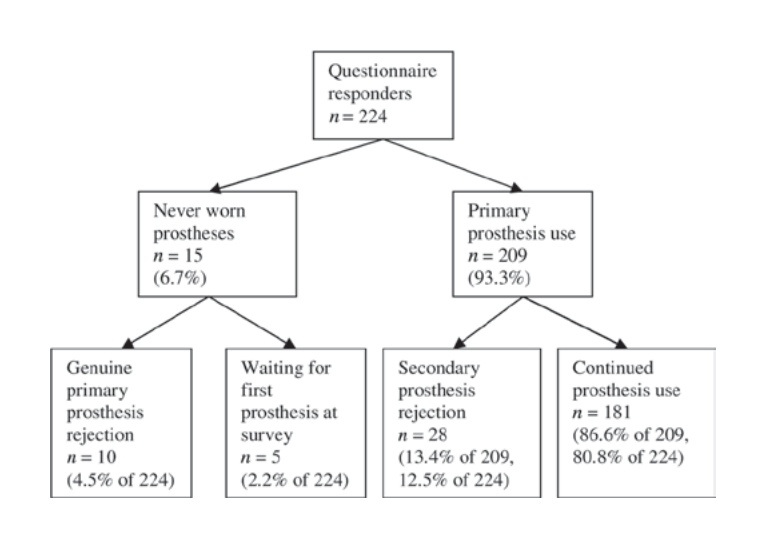 Questionnaire
responders
n = 224
Never worn
prostheses
n = 15
(6.7%)
Primary
prosthesis use
n = 209
(93.3%)
Genuine
primary
prosthesis
rejection
n = 10
(4.5% of 224)
Waiting for
first
prosthesis at
survey
n = 5
(2.2% of 224)
Secondary
prosthesis
rejection
n = 28
(13.4% of 209,
12.5% of 224)
Continued
prosthesis use
n = 181
(86.6% of 209,
80.8% of 224)